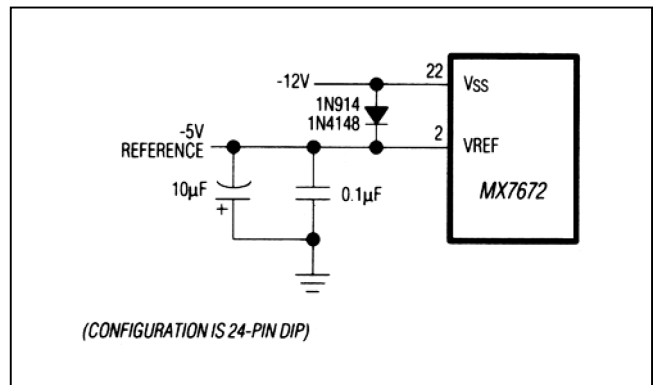 -12V
22
VSS
1N914
1N4148
-5V
REFERENCE
2
VREF
10µF
+
0.1µF
MX7672
(CONFIGURATION IS 24-PIN DIP)